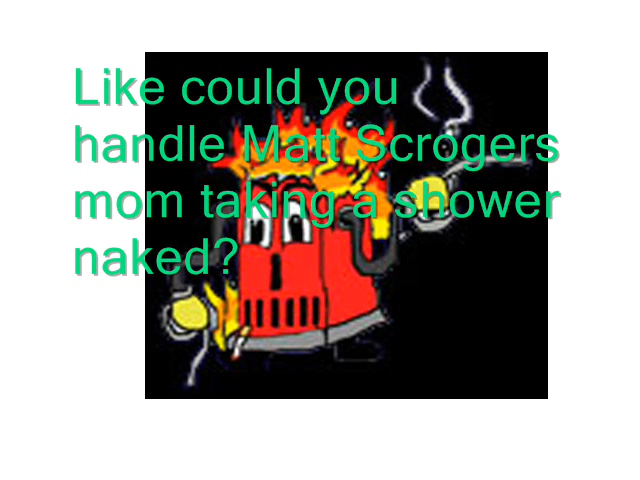 Like could you
handle Matt Scrogers
mom taking a shower
naked?